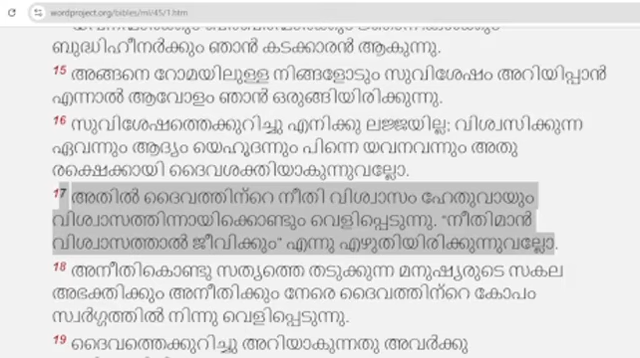 wordproject.org/bibles/mli/45/1.htm
ബുദ്ധിഹീനർക്കും ഞാൻ കടക്കാരൻ ആകുന്നു.
15 അങ്ങനെ റോമയിലുള്ള നിങ്ങളോടും സുവിശേഷം അറിയിപ്പാൻ
എന്നാൽ ആവോളം ഞാൻ ഒരുങ്ങിയിരിക്കുന്നു.
16 സുവിശേഷത്തെക്കുറിച്ചു എനിക്കു ലജ്ജയില്ല; വിശ്വസിക്കുന്ന
ഏവന്നും ആദ്യം യെഹൂദന്നും പിന്നെ യവനവന്നും അതു
രക്ഷെക്കായി ദൈവശക്തിയാകുന്നുവല്ലോ.
17 അതിൽ ദൈവത്തിന്റെ നീതി വിശ്വാസം ഹേതുവായും
വിശ്വാസത്തിന്നായിക്കൊണ്ടും വെളിപ്പെടുന്നു. “നീതിമാൻ
വിശ്വാസത്താൽ ജീവിക്കും” എന്നു എഴുതിയിരിക്കുന്നുവല്ലോ.
18 അനീതികൊണ്ടു സത്യത്തെ തടുക്കുന്ന മനുഷ്യരുടെ സകല
അഭക്തിക്കും അനീതിക്കും നേരെ ദൈവത്തിന്റെ കോപം
സ്വർഗ്ഗത്തിൽ നിന്നു വെളിപ്പെടുന്നു.
19 ദൈവത്തെക്കുറിച്ചു അറിയാകുന്നതു അവർക്കു